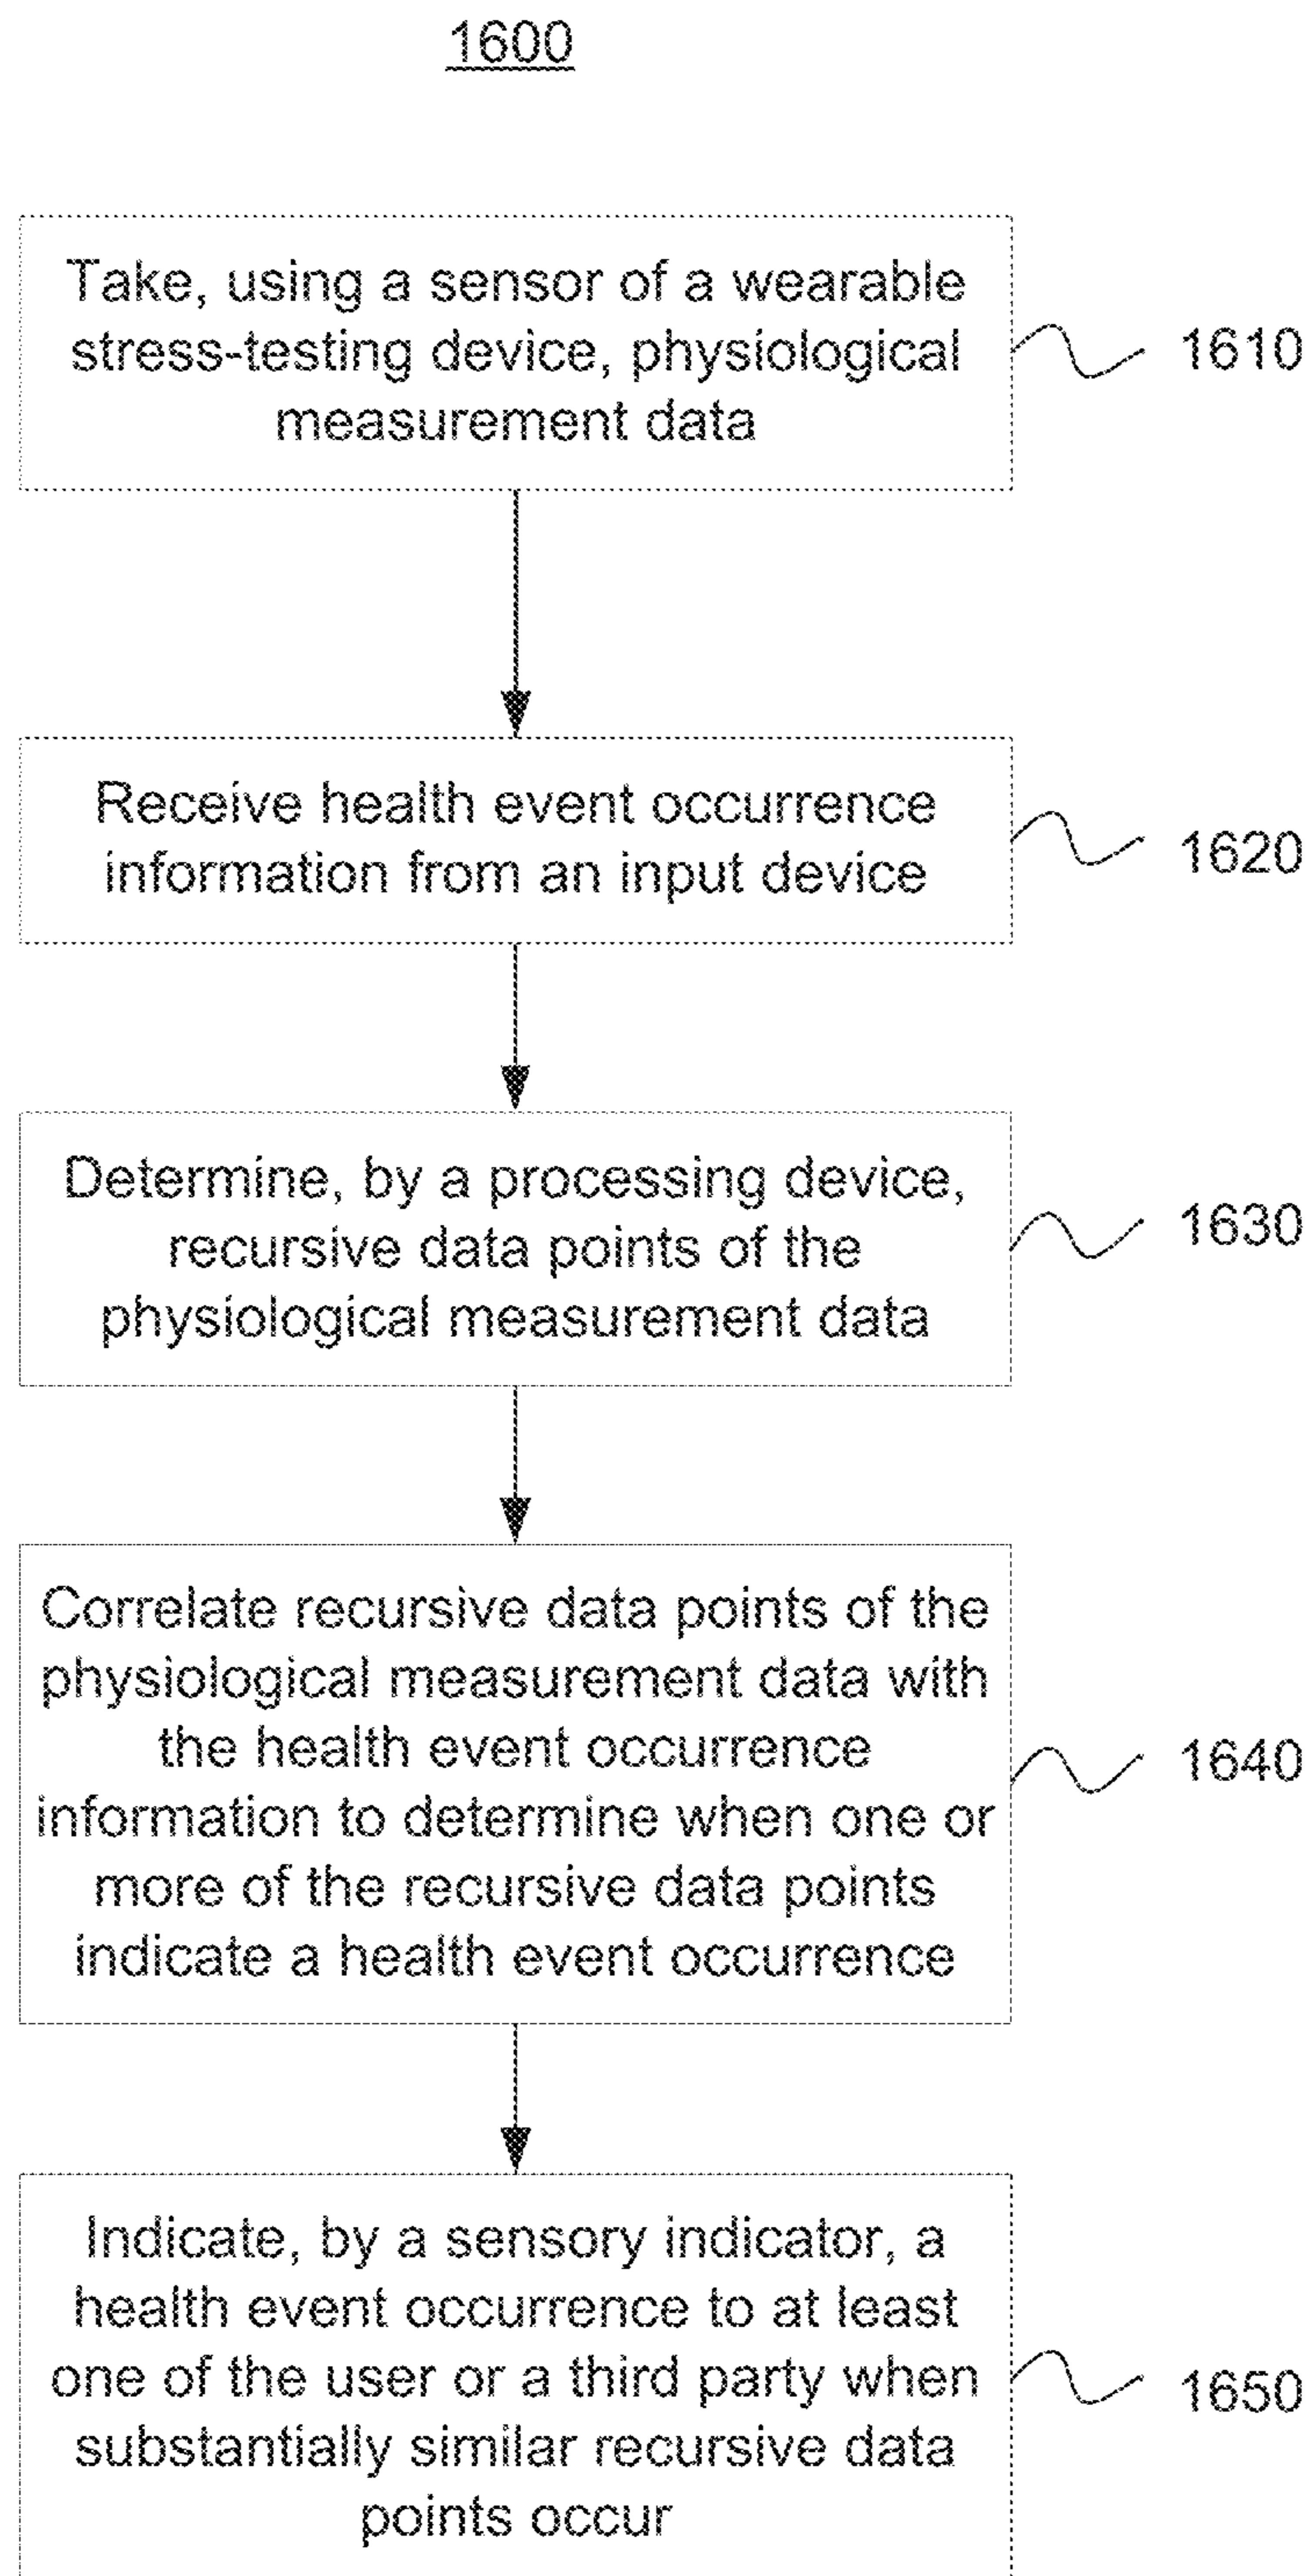 1600
Take, using a sensor of a wearable
stress-testing device, physiological
measurement data
1610
Receive health event occurrence
information from an input device
1620
Determine, by a processing device,
recursive data points of the
physiological measurement data
1630
Correlate recursive data points of the
physiological measurement data with
the health event occurrence
information to determine when one or
more of the recursive data points
indicate a health event occurrence
1640
Indicate, by a sensory indicator, a
health event occurrence to at least
one of the user or a third party when
substantially similar recursive data
points occur
1650